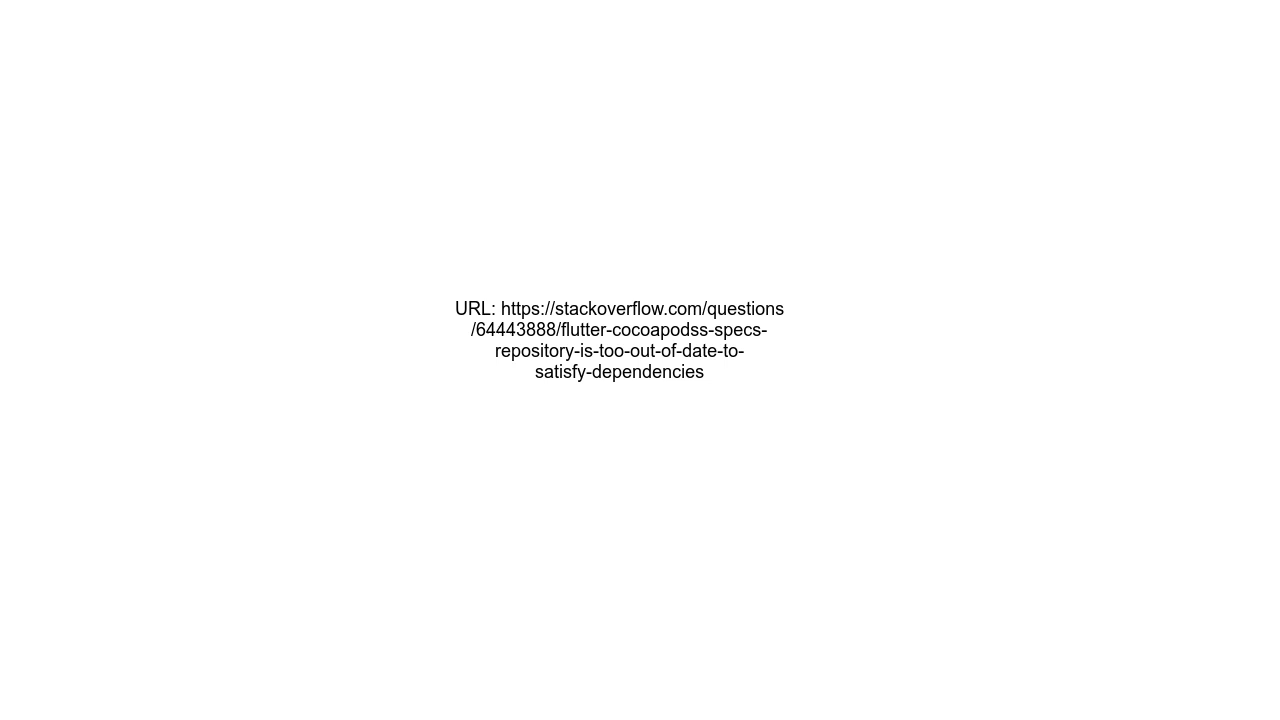 URL: https://stackoverflow.com/questions
/64443888/flutter-cocoapodss-specs-
repository-is-too-out-of-date-to-
satisfy-dependencies